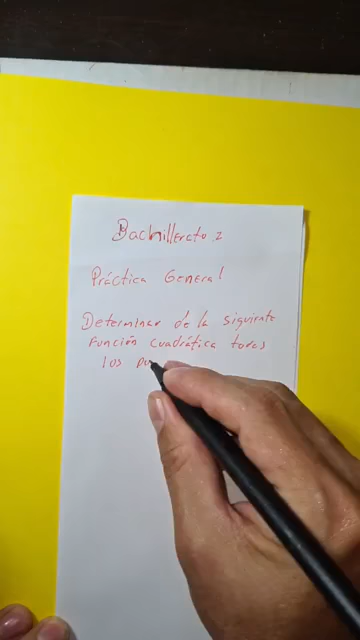 Bachillerato 2
Práctica General
Determinar de la siguiente
función cuadrática todos
los